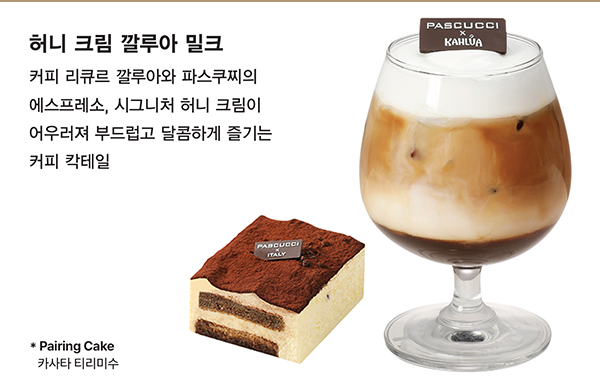 허니 크림 깔루아 밀크
커피 리큐르 깔루아와 파스쿠찌의
에스프레소, 시그니처 허니 크림이
어우러져 부드럽고 달콤하게 즐기는
커피 칵테일
PASCUCCI
X
KAHLÚA
PASCUCCI
X
ITALY
* Pairing Cake
카사타 티리미수